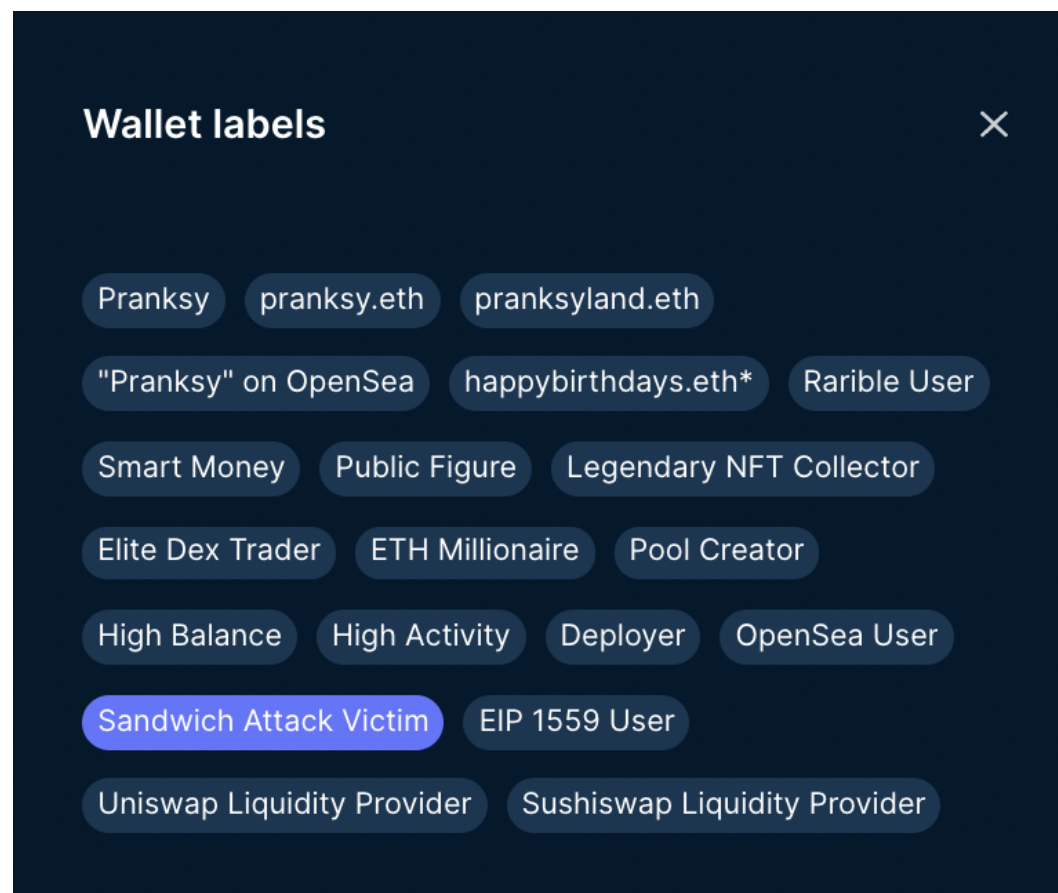 Wallet labels
Pranksy pranksy.eth pranksyland.eth
"Pranksy" on OpenSea happybirthdays.eth* Rarible User
Smart Money Public Figure Legendary NFT Collector
Elite Dex Trader ETH Millionaire Pool Creator
High Balance High Activity Deployer OpenSea User
Sandwich Attack Victim EIP 1559 User
Uniswap Liquidity Provider Sushiswap Liquidity Provider